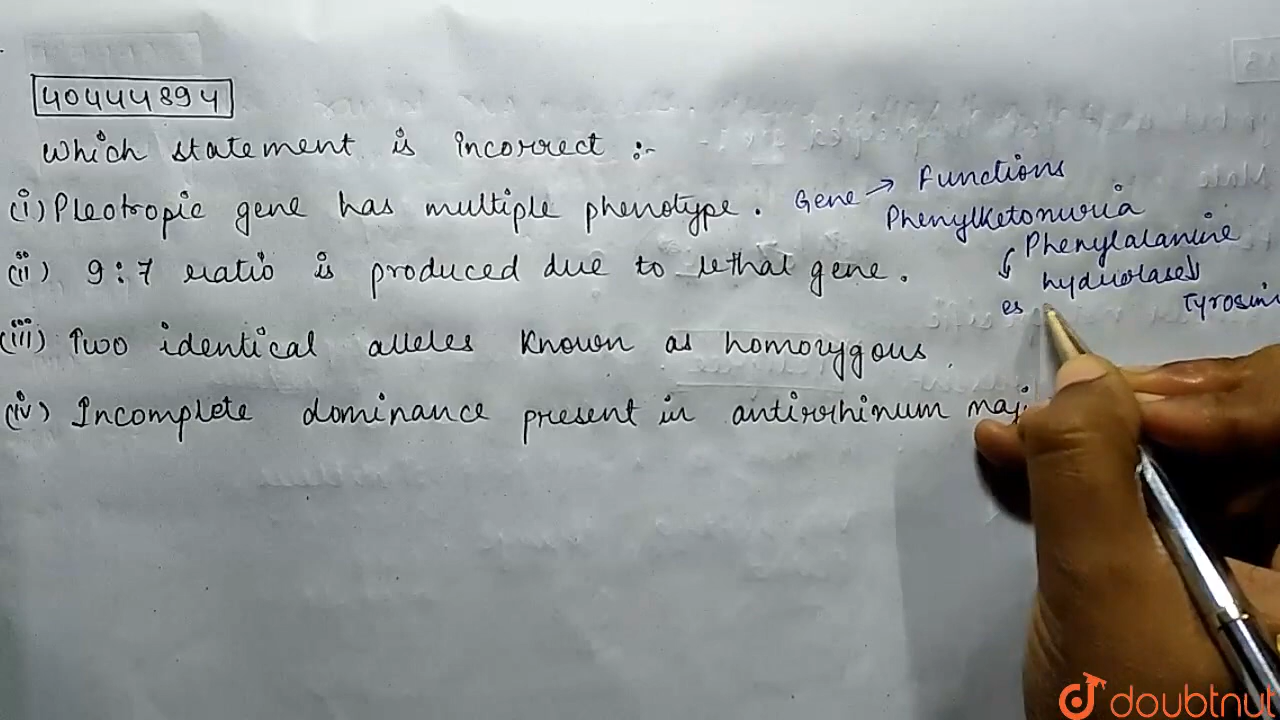 40444894
Which statement is incorrect :-
(i) Pleotropic gene has multiple phenotype.
Gene → Functions
Phenylketonuria
Phenylalanine
(ii) 9:7 ratio is produced due to lethal gene.
es
(iii) Two identical alleles known as homozygous.
(iv) Incomplete dominance present in antirrhinum
doubtnut